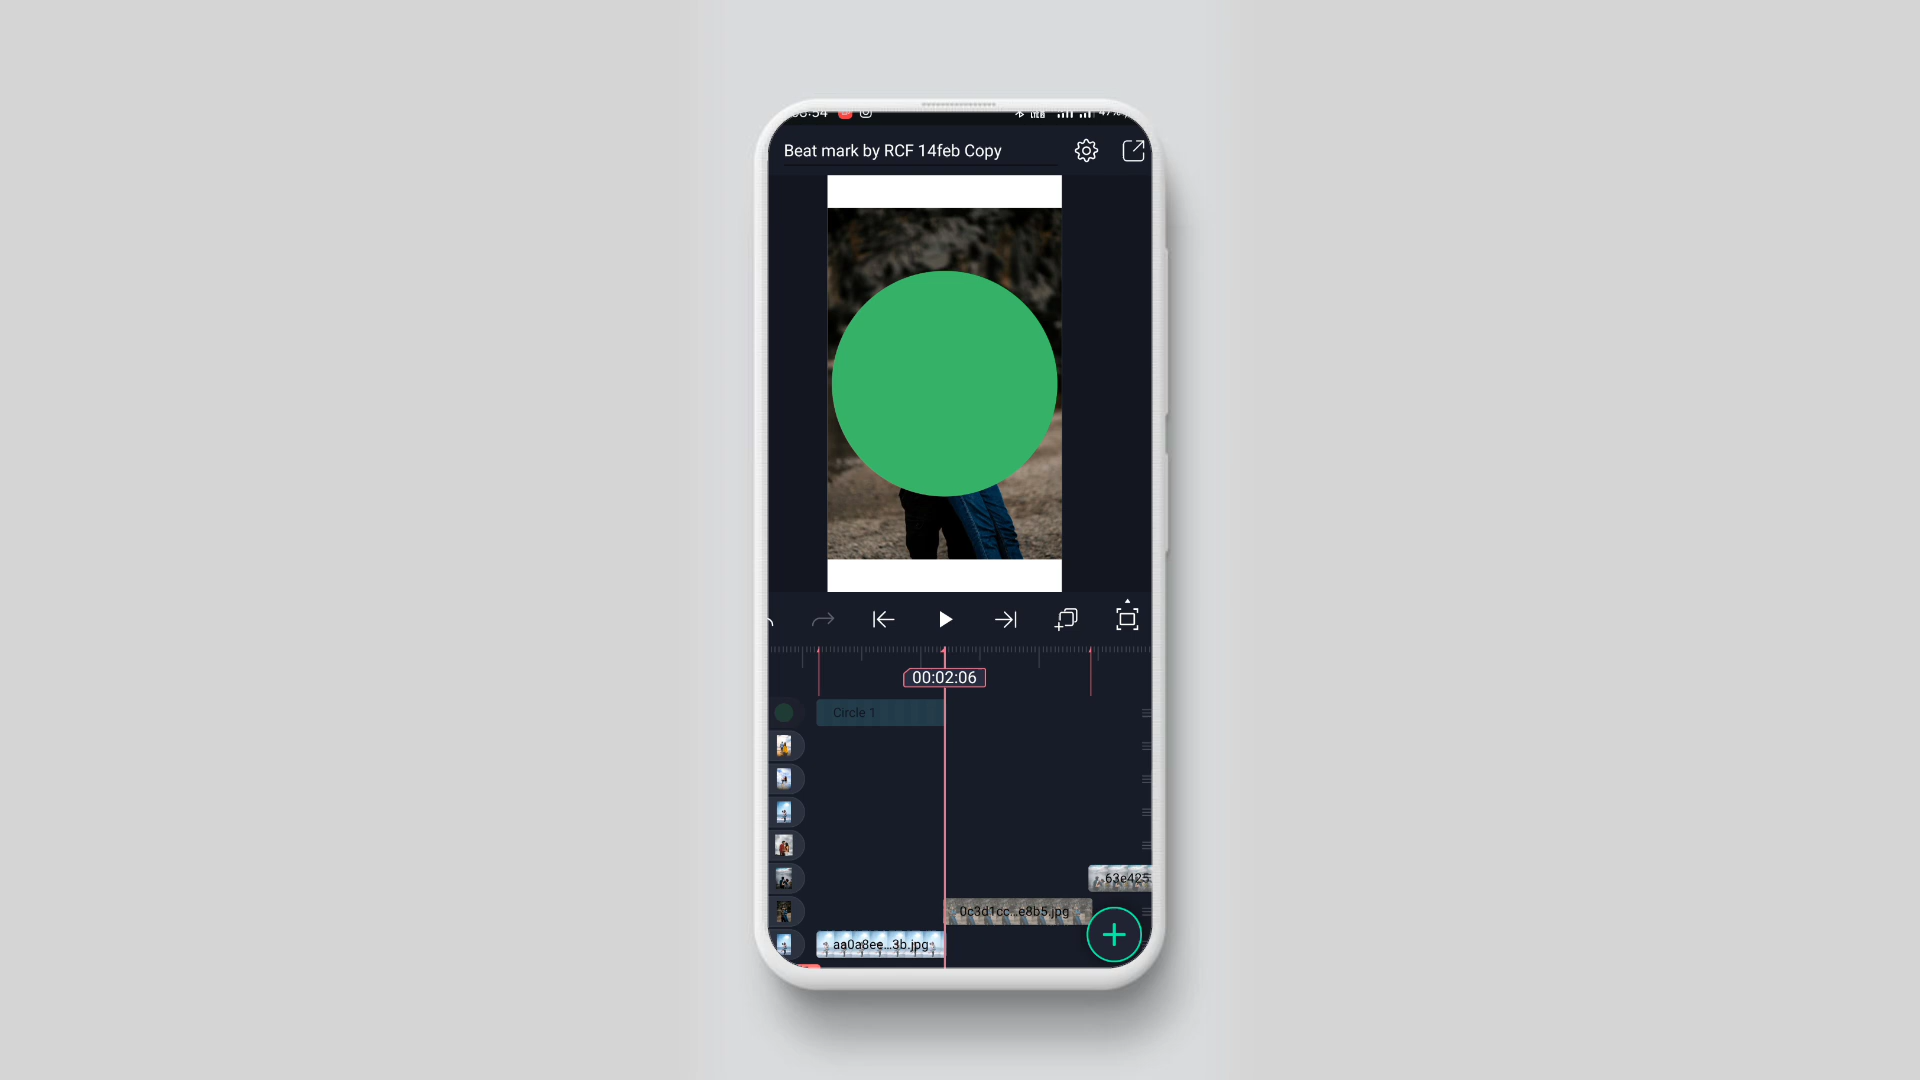 Beat mark by RCF 14feb Copy
00:02:06
Circle 1
63e425
0c3d1cc...e8b5.jpg
aa0a8ee...3b.jpg